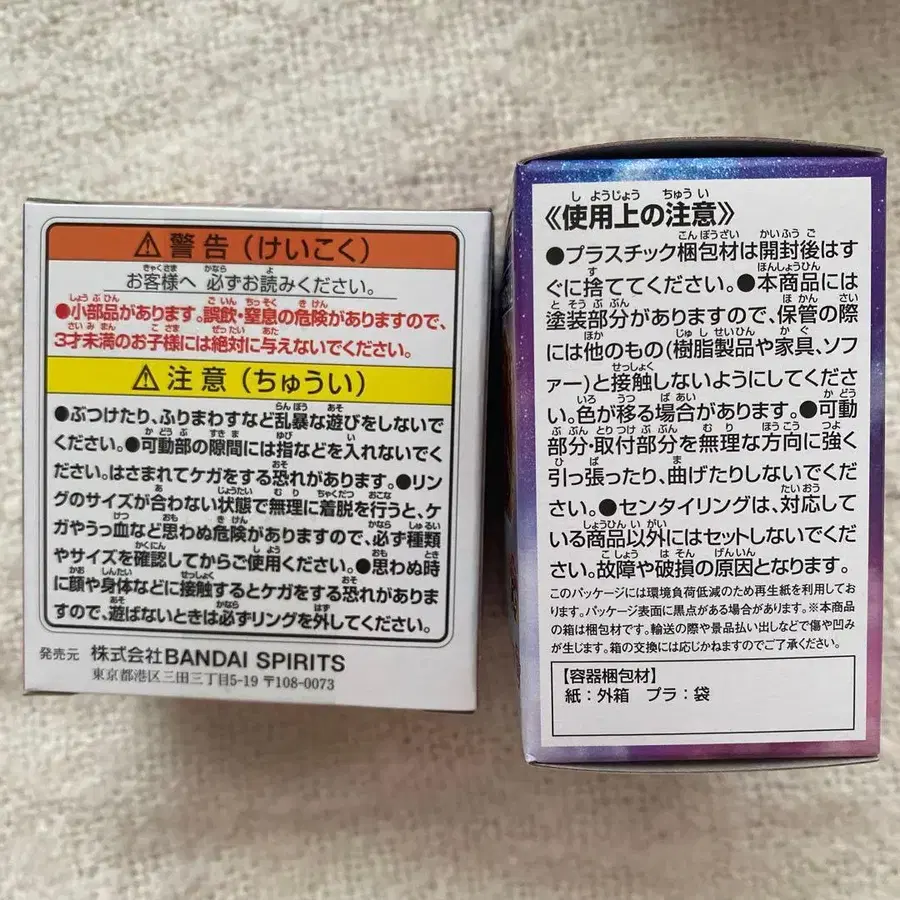 警告（けいこく）
お客様へ 必ずお読みください。
●小部品があります。誤飲・窒息の危険がありますので、
3才未満のお子様には絶対に与えないでください。
注意（ちゅうい）
●ぶつけたり、ふりまわすなど乱暴な遊びをしないで
ください。●可動部の隙間には指などを入れないでく
ださい。はさまれてケガをする恐れがあります。●リン
グのサイズが合わない状態で無理に着脱を行うと、ケ
ガやうっ血など思わぬ危険がありますので、必ず種類
やサイズを確認してからご使用ください。●思わぬ時
に顔や身体などに接触するとケガをする恐れがありま
すので、遊ばないときは必ずリングを外してください。
発売元 株式会社BANDAI SPIRITS
東京都港区三田三丁目5-19 〒108-0073
《使用上の注意》
●プラスチック梱包材は開封後はす
ぐに捨ててください。●本商品には
塗装部分がありますので、保管の際
には他のもの(樹脂製品や家具、ソフ
ァー)と接触しないようにしてくださ
い。色が移る場合があります。●可動
部分・取付部分を無理な方向に強く
引っ張ったり、曲げたりしないでくだ
さい。●センタイリングは、対応して
いる商品以外にはセットしないでくだ
さい。故障や破損の原因となります。
このパッケージには環境負荷低減のため再生紙を利用してお
ります。パッケージ表面に黒点がある場合があります。※本商品
の箱は梱包材です。輸送の際や景品払い出しなどで傷や凹み
が生じます。箱の交換には応じかねますのでご了承ください。
【容器梱包材】
紙：外箱 プラ：袋